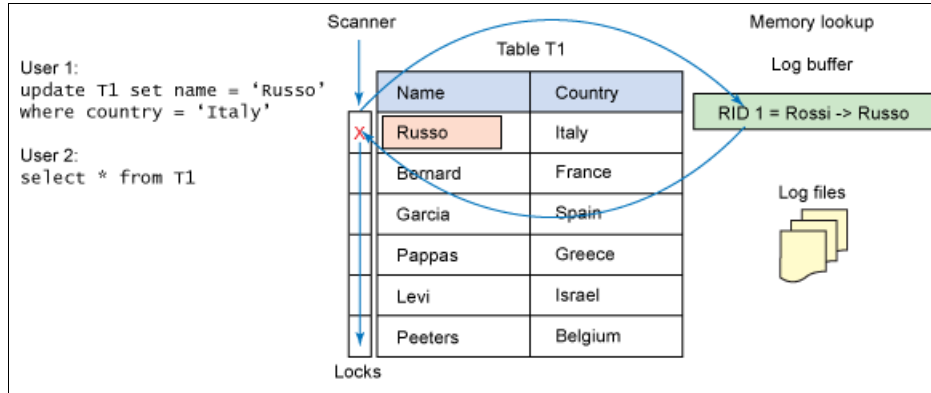 Scanner
Memory lookup
Table T1
Log buffer
User 1:
update T1 set name = ‘Russo’
where country = ‘Italy’
User 2:
select * from T1
Name Country
X Russo Italy
Bernard France
Garcia Spain
Pappas Greece
Levi Israel
Peeters Belgium
RID 1 = Rossi -> Russo
Log files
Locks